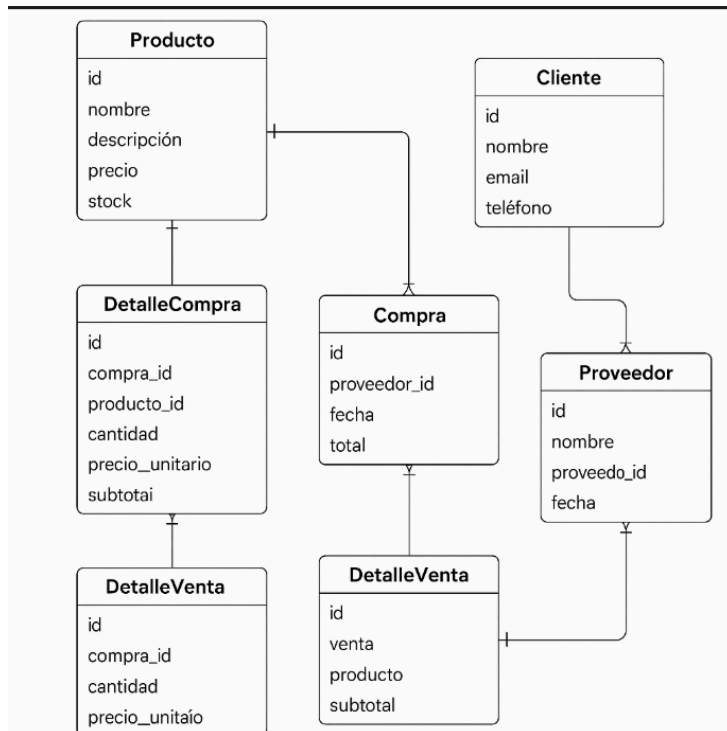 Producto
id
nombre
descripción
precio
stock
Cliente
id
nombre
email
teléfono
DetalleCompra
id
compra_id
producto_id
cantidad
precio_unitario
subtotai
Compra
id
proveedor_id
fecha
total
Proveedor
id
nombre
proveedo_id
fecha
DetalleVenta
id
compra_id
cantidad
precio_unitaío
DetalleVenta
id
venta
producto
subtotal